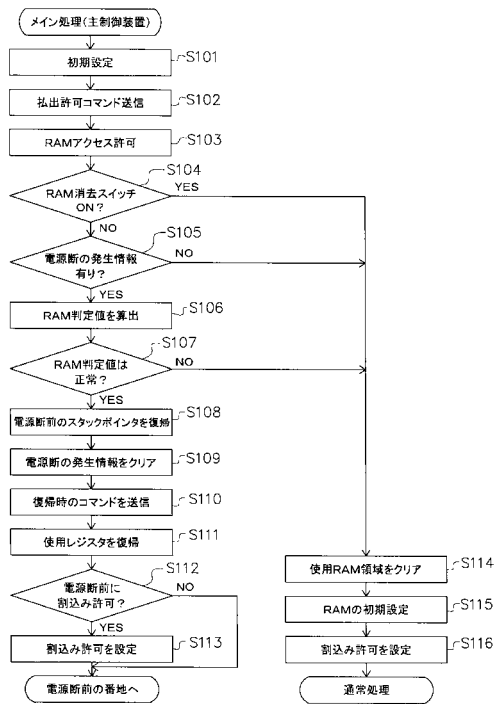 メイン処理(主制御装置)
初期設定
S101
払出許可コマンド送信
S102
RAMアクセス許可
S103
RAM消去スイッチ
ON?
S104
YES
NO
電源断の発生情報
有り?
S105
NO
YES
RAM判定値を算出
S106
RAM判定値は
正常?
S107
NO
YES
電源断前のスタックポインタを復帰
S108
電源断の発生情報をクリア
S109
復帰時のコマンドを送信
S110
使用レジスタを復帰
S111
電源断前に
割込み許可?
S112
NO
YES
割込み許可を設定
S113
電源断前の番地へ
使用RAM領域をクリア
S114
RAMの初期設定
S115
割込み許可を設定
S116
通常処理